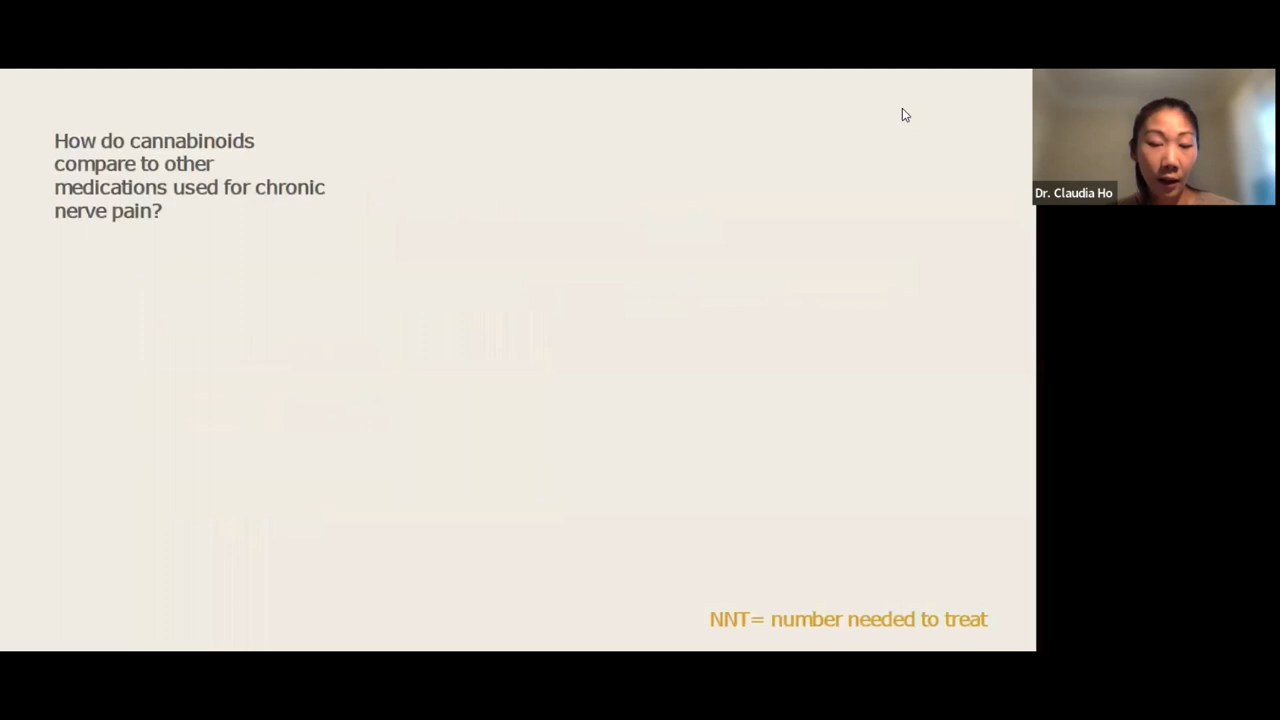 How do cannabinoids
compare to other
medications used for chronic
nerve pain?
Dr. Claudia Ho
NNT= number needed to treat